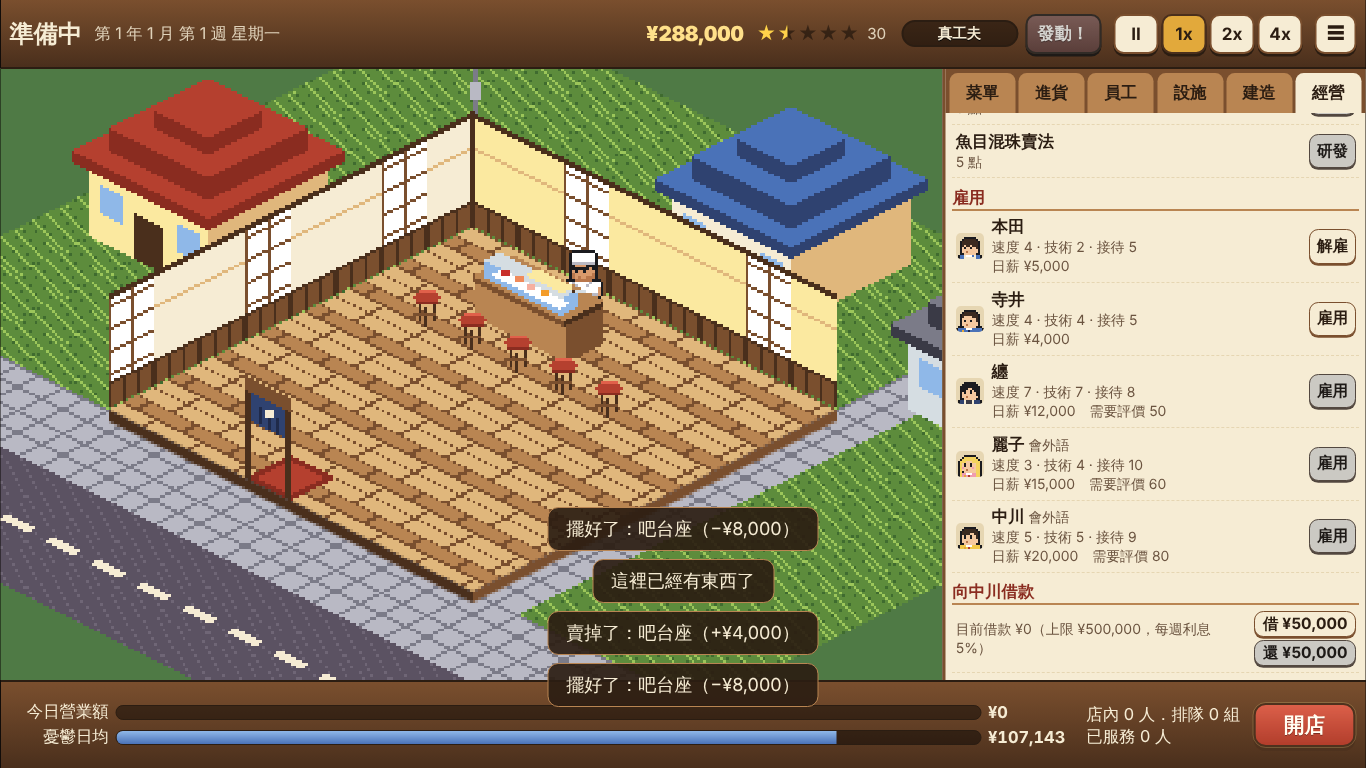 準備中 第1年1月 第1週 星期一
¥288,000 ★★★★★ 30 真工夫 發動！ II 1x 2x 4x ☰
菜單 進貨 員工 設施 建造 經營
魚目混珠賣法
5 點
研發
雇用
本田
速度 4 · 技術 2 · 接待 5
日薪 ¥5,000
解雇
寺井
速度 4 · 技術 4 · 接待 5
日薪 ¥4,000
雇用
纏
速度 7 · 技術 7 · 接待 8
日薪 ¥12,000 需要評價 50
雇用
麗子 會外語
速度 3 · 技術 4 · 接待 10
日薪 ¥15,000 需要評價 60
雇用
中川 會外語
速度 5 · 技術 5 · 接待 9
日薪 ¥20,000 需要評價 80
雇用
向中川借款
目前借款 ¥0（上限 ¥500,000，每週利息
5%）
借 ¥50,000
還 ¥50,000
擺好了：吧台座（−¥8,000）
這裡已經有東西了
賣掉了：吧台座（+¥4,000）
擺好了：吧台座（−¥8,000）
今日營業額 ¥0
憂鬱日均 ¥107,143
店內 0 人．排隊 0 組
已服務 0 人
開店